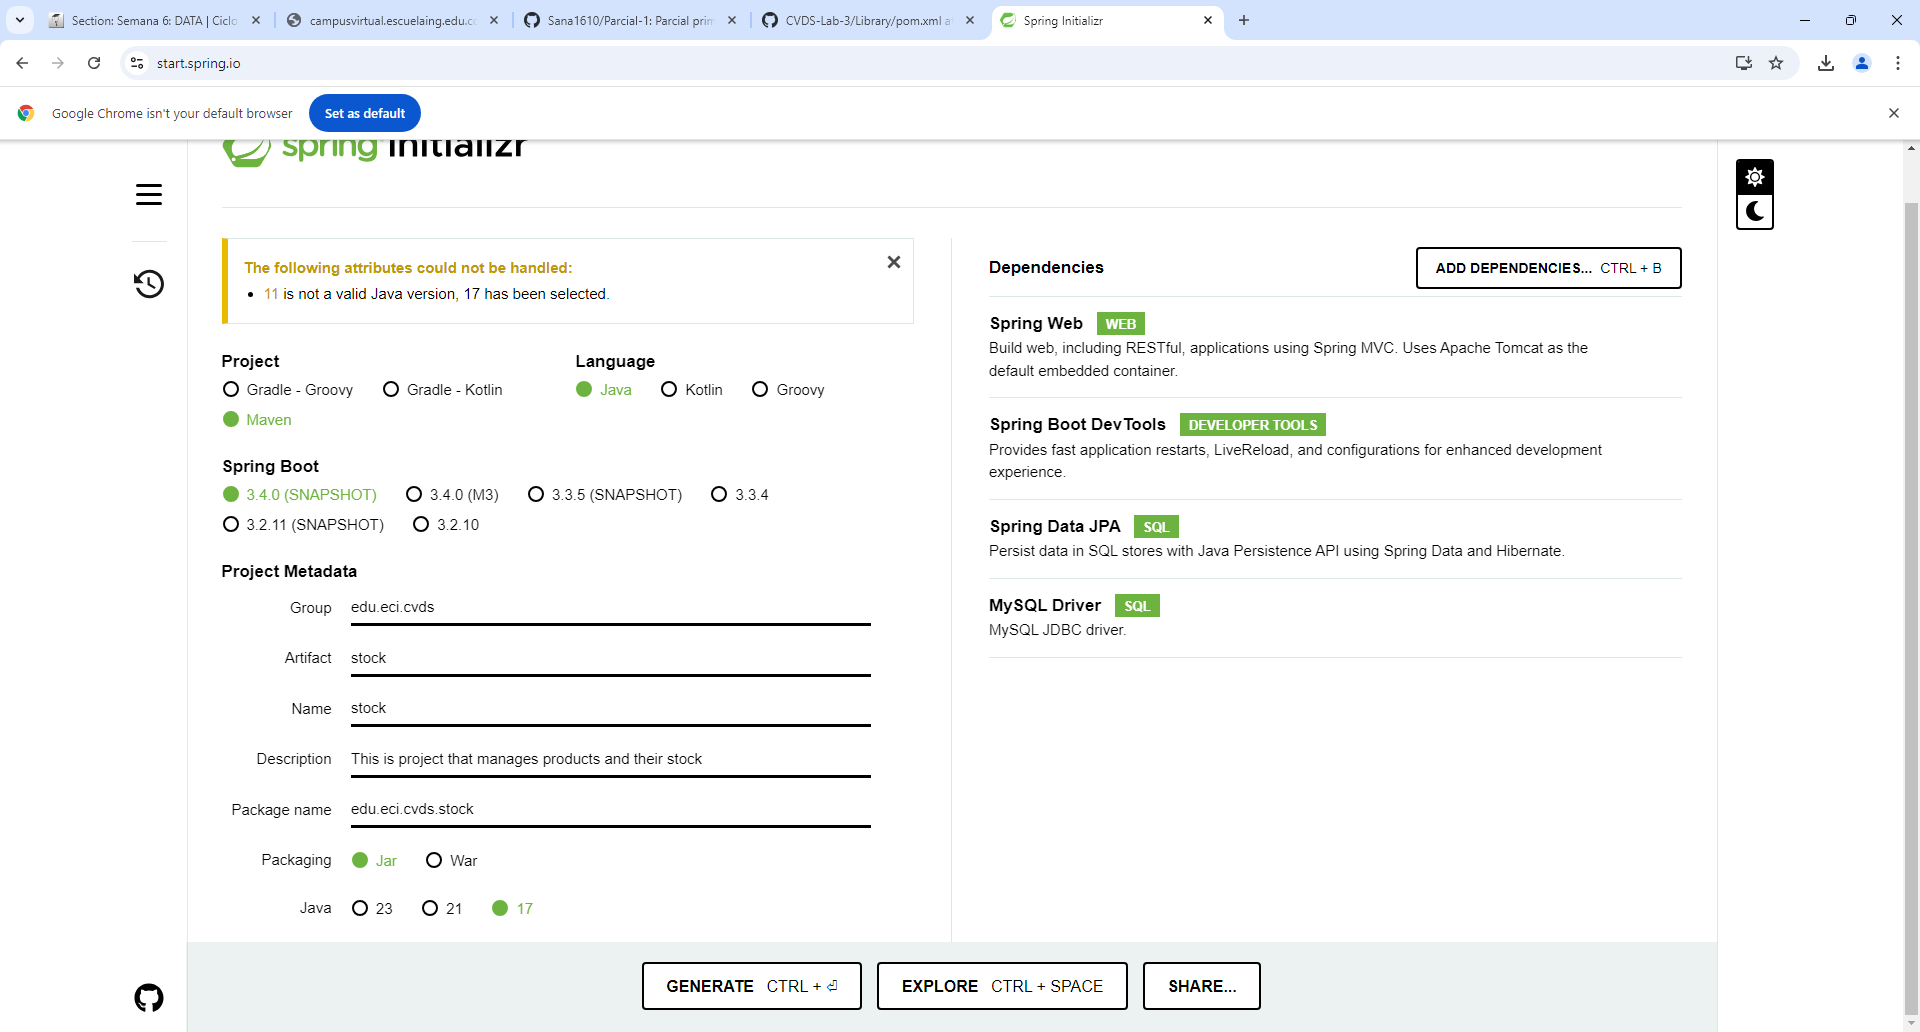 Section: Semana 6: DATA | Ciclo
campusvirtual.escuelaing.edu.co
Sana1610/Parcial-1: Parcial prim
CVDS-Lab-3/Library/pom.xml at
Spring Initializr
start.spring.io
Google Chrome isn't your default browser
Set as default
spring initializr
The following attributes could not be handled:
11 is not a valid Java version, 17 has been selected.
Project
Gradle - Groovy
Gradle - Kotlin
Maven
Language
Java
Kotlin
Groovy
Spring Boot
3.4.0 (SNAPSHOT)
3.4.0 (M3)
3.3.5 (SNAPSHOT)
3.3.4
3.2.11 (SNAPSHOT)
3.2.10
Project Metadata
Group edu.eci.cvds
Artifact stock
Name stock
Description This is project that manages products and their stock
Package name edu.eci.cvds.stock
Packaging Jar War
Java 23 21 17
Dependencies
ADD DEPENDENCIES... CTRL + B
Spring Web WEB
Build web, including RESTful, applications using Spring MVC. Uses Apache Tomcat as the
default embedded container.
Spring Boot DevTools DEVELOPER TOOLS
Provides fast application restarts, LiveReload, and configurations for enhanced development
experience.
Spring Data JPA SQL
Persist data in SQL stores with Java Persistence API using Spring Data and Hibernate.
MySQL Driver SQL
MySQL JDBC driver.
GENERATE CTRL + ⏎
EXPLORE CTRL + SPACE
SHARE...